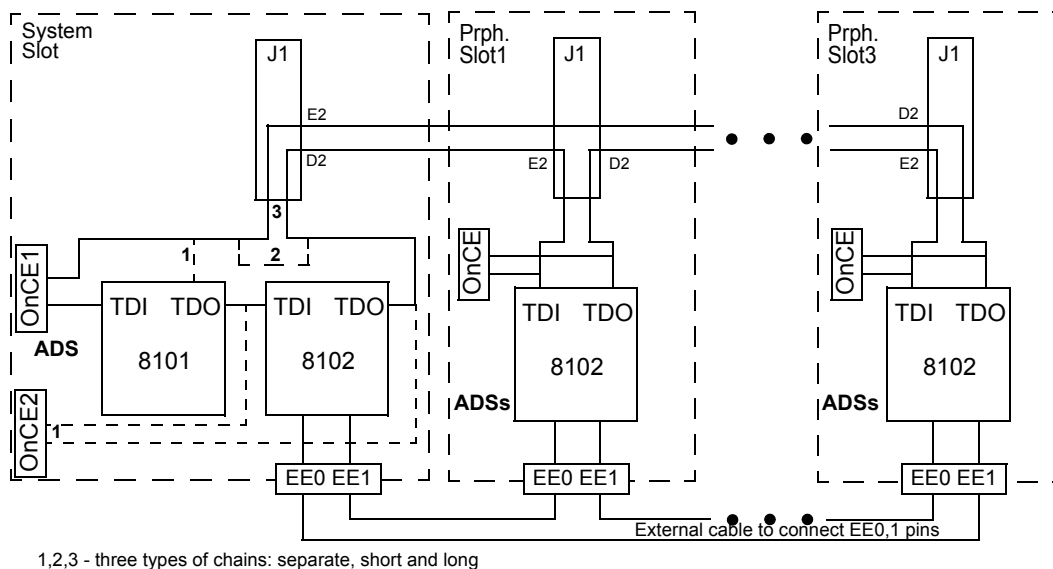 System
Slot
J1
E2
D2
3
1
2
OnCE1
TDI TDO
8101
TDI TDO
8102
ADS
OnCE2
1
EE0 EE1
Prph.
Slot1
J1
E2
D2
OnCE
TDI TDO
8102
ADSs
EE0 EE1
Prph.
Slot3
J1
D2
E2
OnCE
TDI TDO
8102
ADSs
EE0 EE1
External cable to connect EE0,1 pins
1,2,3 - three types of chains: separate, short and long